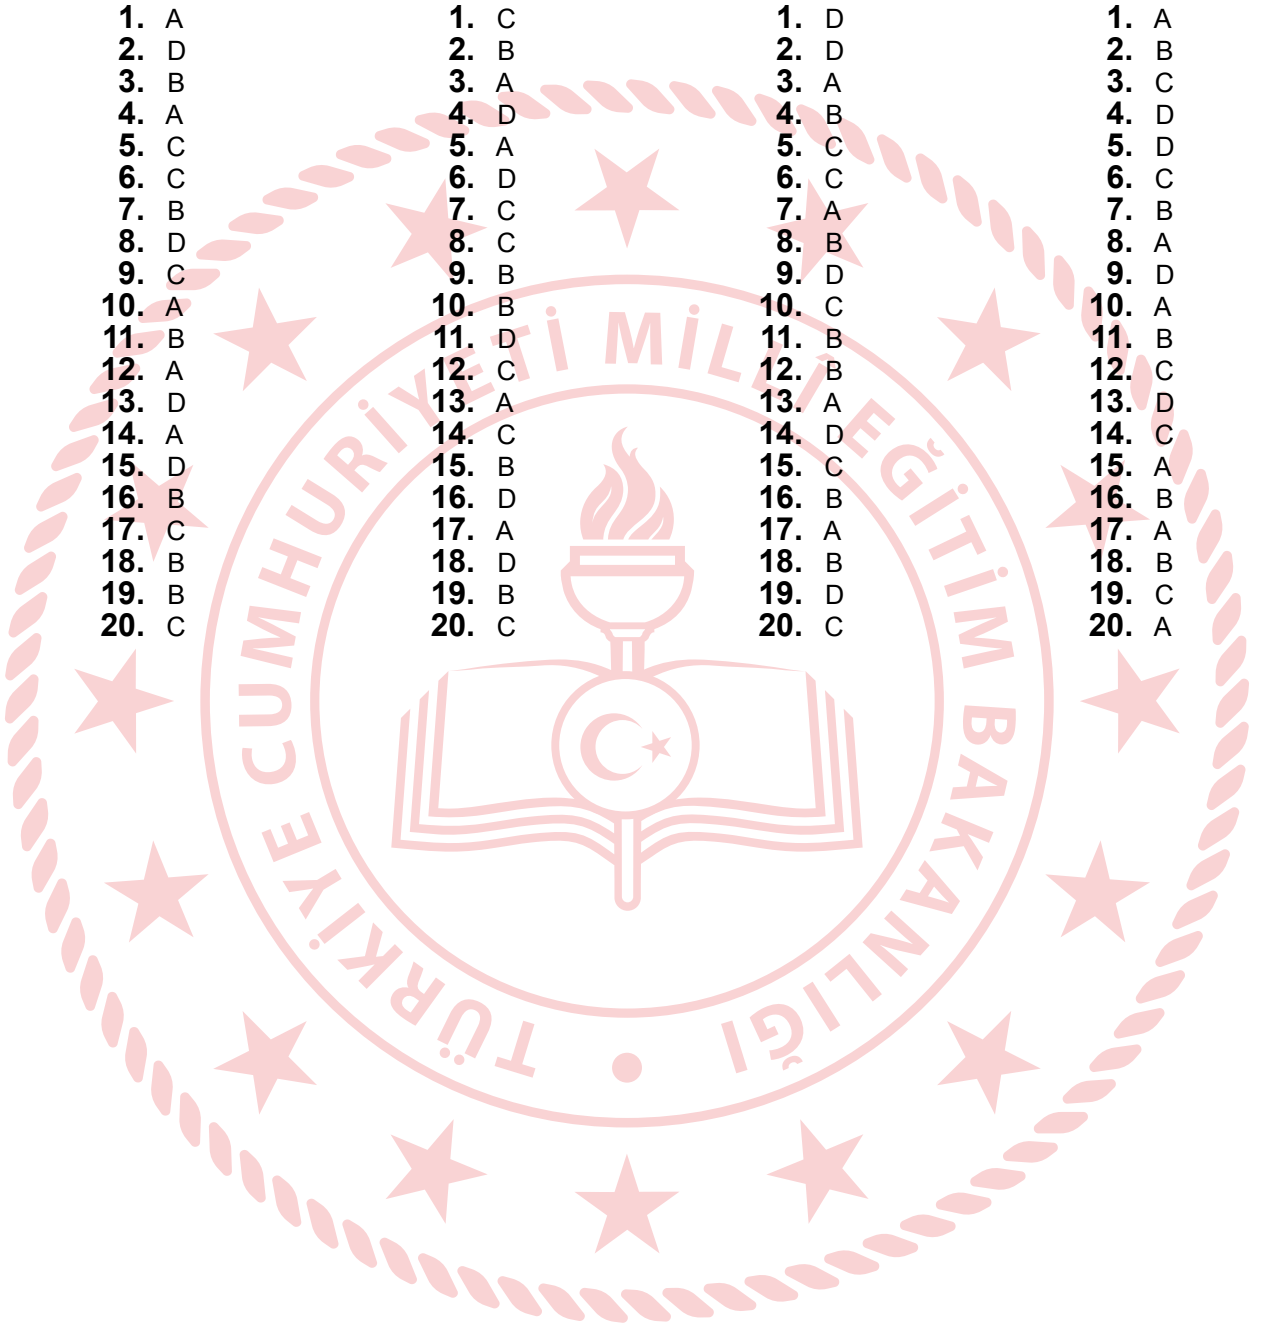 1. A
2. D
3. B
4. A
5. C
6. C
7. B
8. D
9. C
10. A
11. B
12. A
13. D
14. A
15. D
16. B
17. C
18. B
19. B
20. C
1. C
2. B
3. A
4. D
5. A
6. D
7. C
8. C
9. B
10. B
11. D
12. C
13. A
14. C
15. B
16. D
17. A
18. D
19. B
20. C
1. D
2. D
3. A
4. B
5. C
6. C
7. A
8. B
9. D
10. C
11. B
12. B
13. A
14. D
15. C
16. B
17. A
18. B
19. D
20. C
1. A
2. B
3. C
4. D
5. D
6. C
7. B
8. A
9. D
10. A
11. B
12. C
13. D
14. C
15. A
16. B
17. A
18. B
19. C
20. A
TÜRKİYE CUMHURİYETİ MİLLÎ EĞİTİM BAKANLIĞI